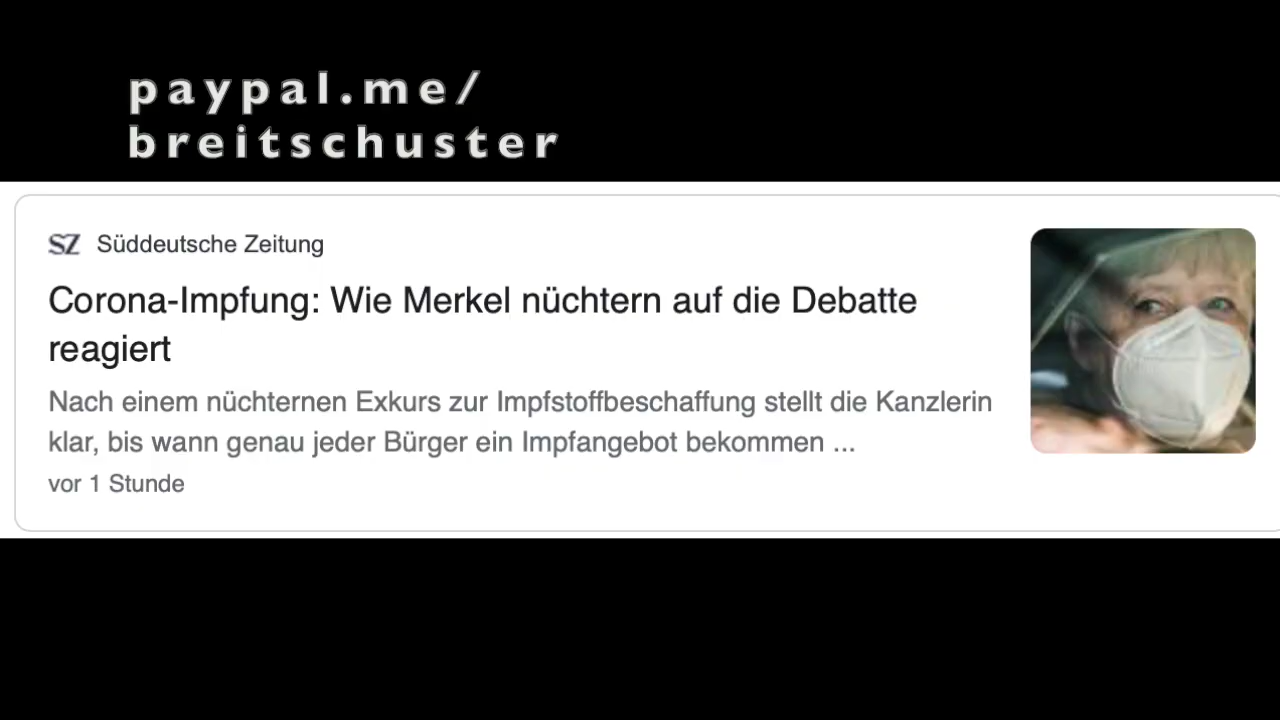 paypal.me/
breitschuster
SZ Süddeutsche Zeitung
Corona-Impfung: Wie Merkel nüchtern auf die Debatte
reagiert
Nach einem nüchternen Exkurs zur Impfstoffbeschaffung stellt die Kanzlerin
klar, bis wann genau jeder Bürger ein Impfangebot bekommen ...
vor 1 Stunde